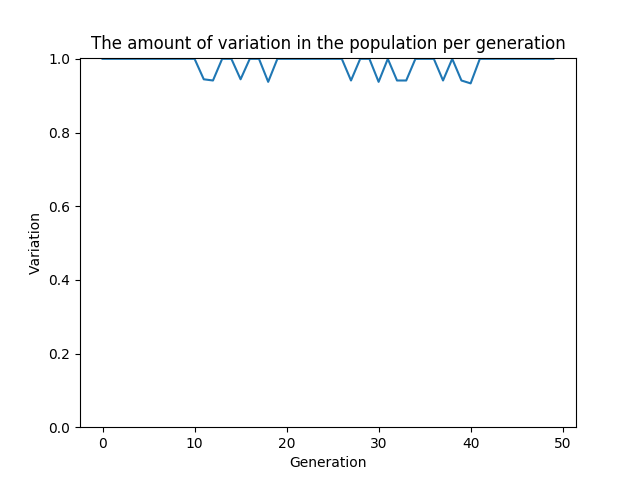 The amount of variation in the population per generation
1.0
0.8
0.6
0.4
0.2
0.0
Variation
0 10 20 30 40 50
Generation